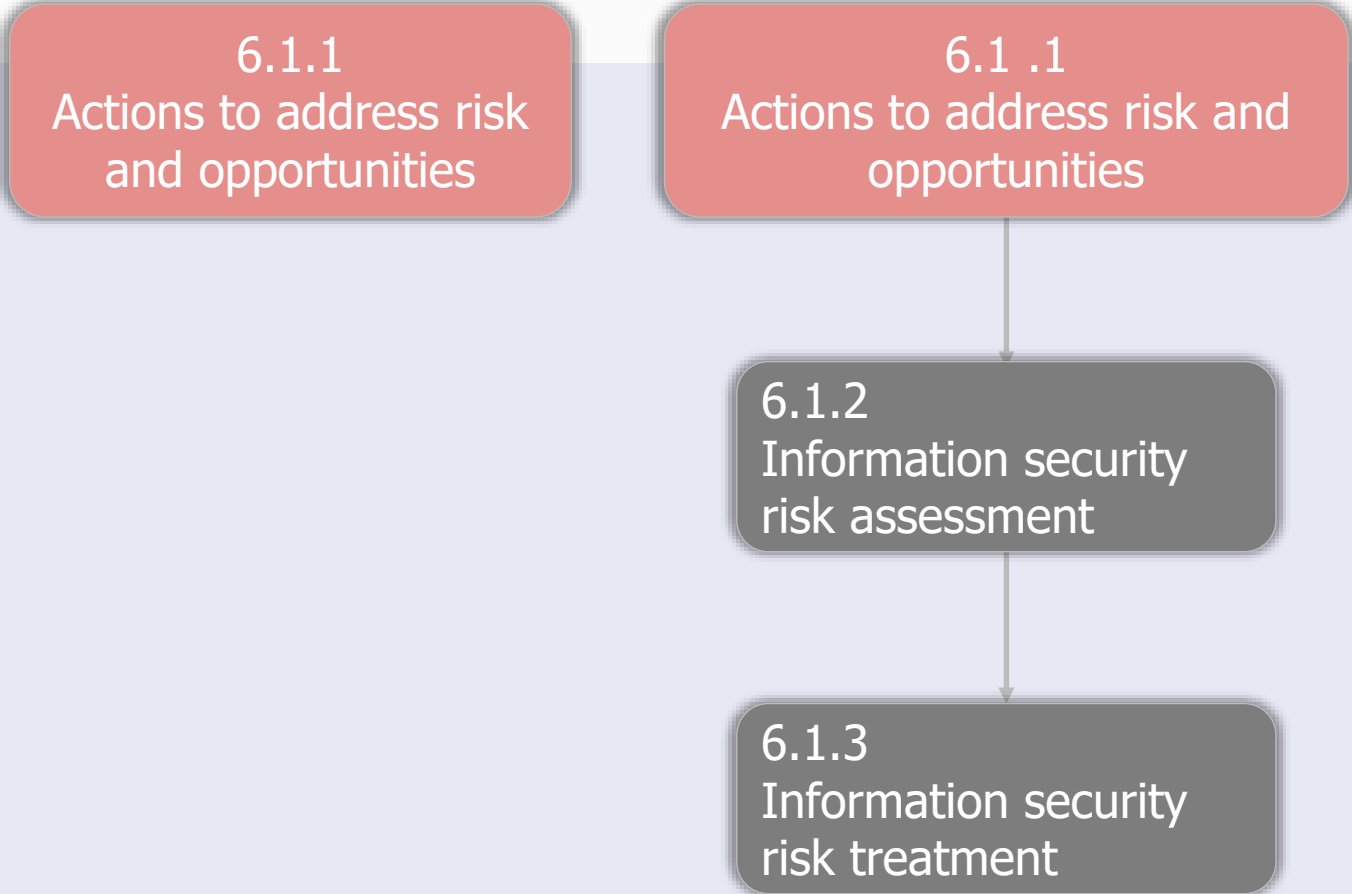 6.1.1
Actions to address risk
and opportunities
6.1 .1
Actions to address risk and
opportunities
6.1.2
Information security
risk assessment
6.1.3
Information security
risk treatment